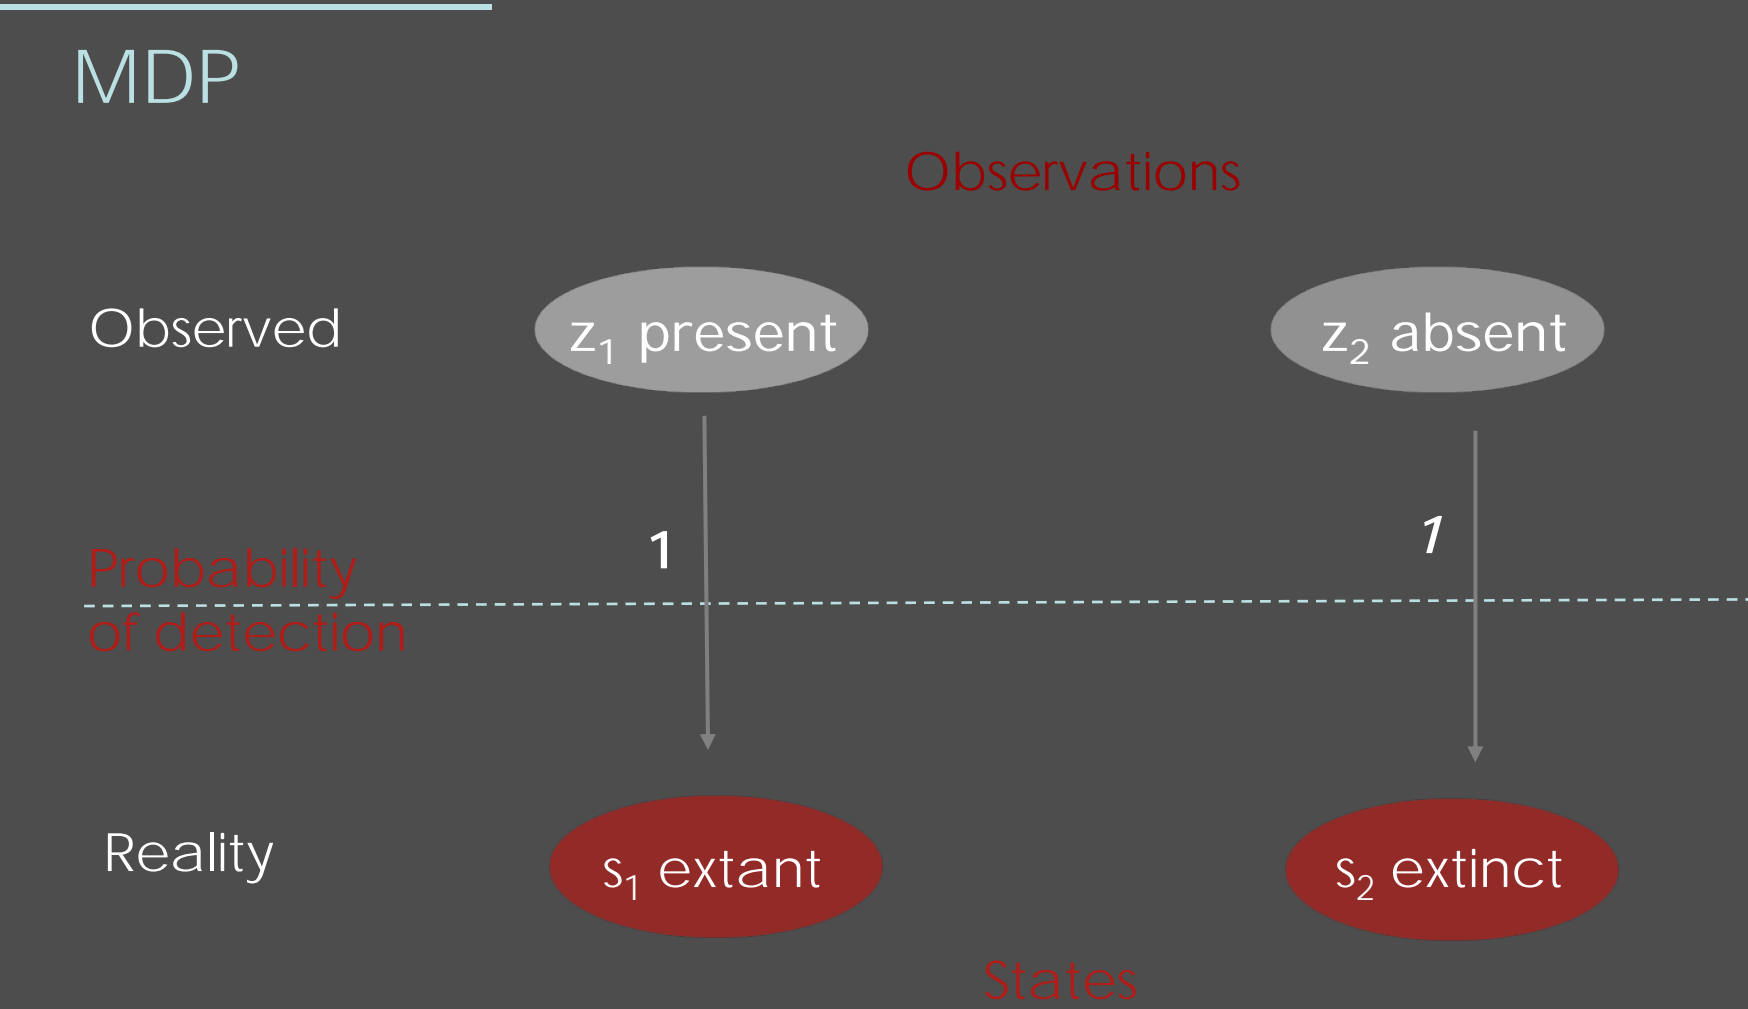 MDP
Observations
Observed
z₁ present
z₂ absent
1
1
Probability
of detection
Reality
s₁ extant
s₂ extinct
States